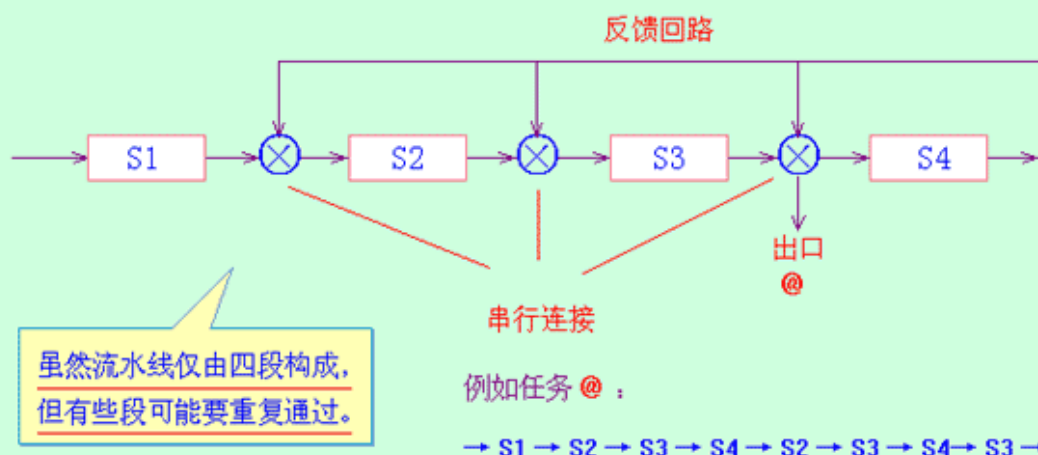 反馈回路
S1
S2
S3
S4
出口
@
串行连接
虽然流水线仅由四段构成，
但有些段可能要重复通过。
例如任务 @ ：
→ S1 → S2 → S3 → S4 → S2 → S3 → S4→ S3 →